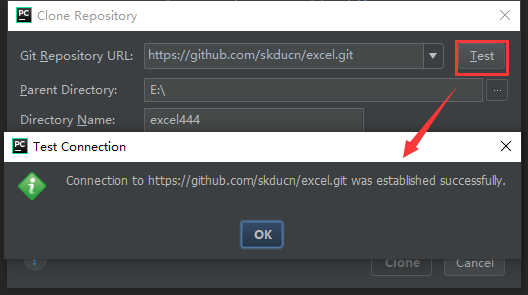 PC Clone Repository
Git Repository URL: https://github.com/skducn/excel.git Test
Parent Directory: E:\ ...
Directory Name: excel444
PC Test Connection
Connection to https://github.com/skducn/excel.git was established successfully.
OK
Clone Cancel